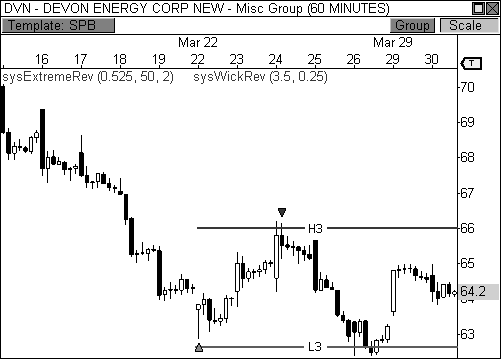 DVN - DEVON ENERGY CORP NEW - Misc Group (60 MINUTES)
Template: SPB Group Scale
Mar 22 Mar 29
16 17 18 19 22 23 24 25 26 29 30 T
sysExtremeRev (0.525, 50, 2) sysWickRev (3.5, 0.25)
70
69
68
67
66
65
64.2
63
H3
L3